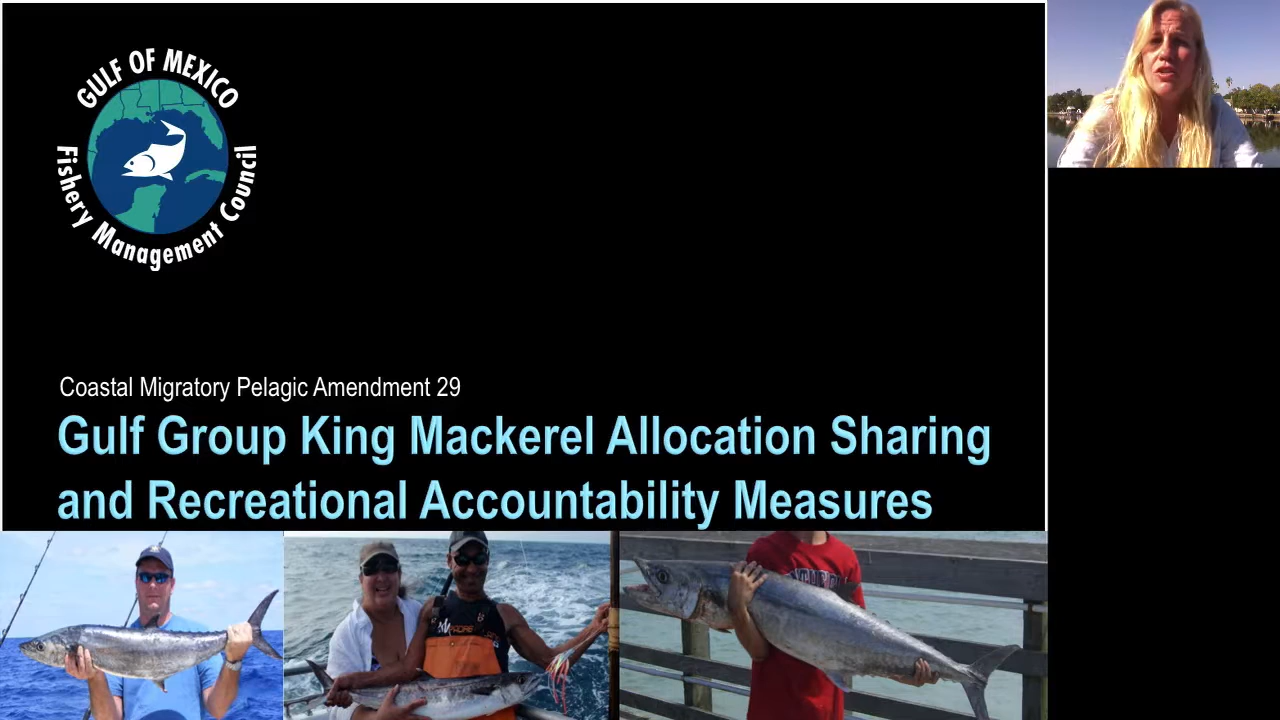 GULF OF MEXICO
Fishery Management Council
Coastal Migratory Pelagic Amendment 29
Gulf Group King Mackerel Allocation Sharing
and Recreational Accountability Measures